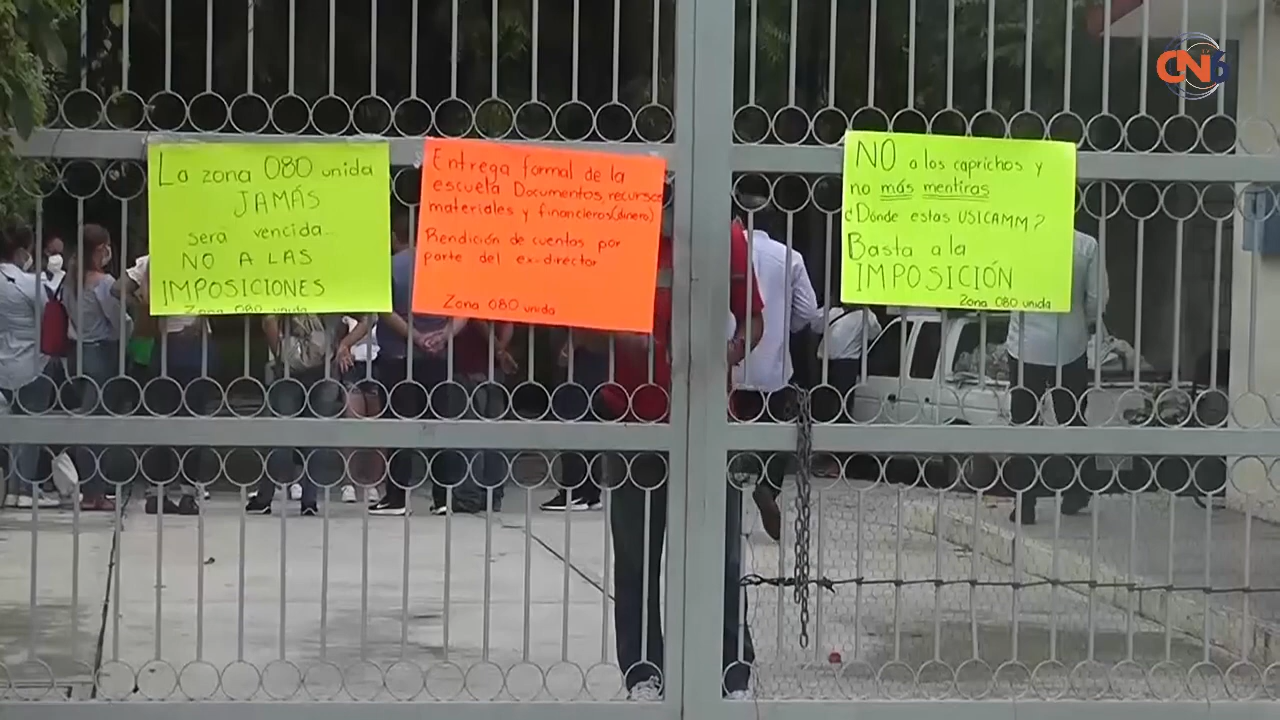 La zona 080 unida
JAMÁS
será vencida...
NO A LAS
IMPOSICIONES
Zona 080 unida
Entrega formal de la
escuela Documentos, recursos
materiales y financieros (dinero)
Rendición de cuentas por
parte del ex-director
Zona 080 unida
NO a los caprichos y
no más mentiras
¿Dónde estas USICAMM?
Basta a la
IMPOSICIÓN
Zona 080 unida
CN6